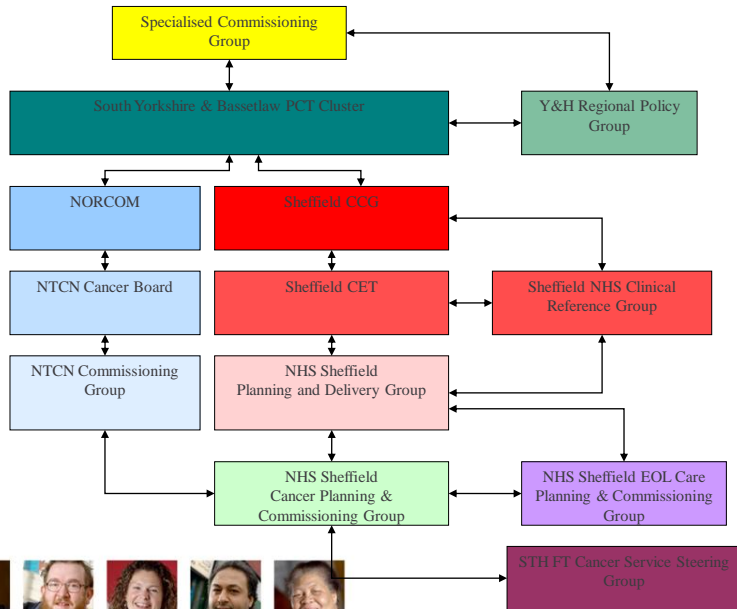 Specialised Commissioning
Group
South Yorkshire & Bassetlaw PCT Cluster
Y&H Regional Policy
Group
NORCOM
Sheffield CCG
NTCN Cancer Board
Sheffield CET
Sheffield NHS Clinical
Reference Group
NTCN Commissioning
Group
NHS Sheffield
Planning and Delivery Group
NHS Sheffield
Cancer Planning &
Commissioning Group
NHS Sheffield EOL Care
Planning & Commissioning
Group
STH FT Cancer Service Steering
Group